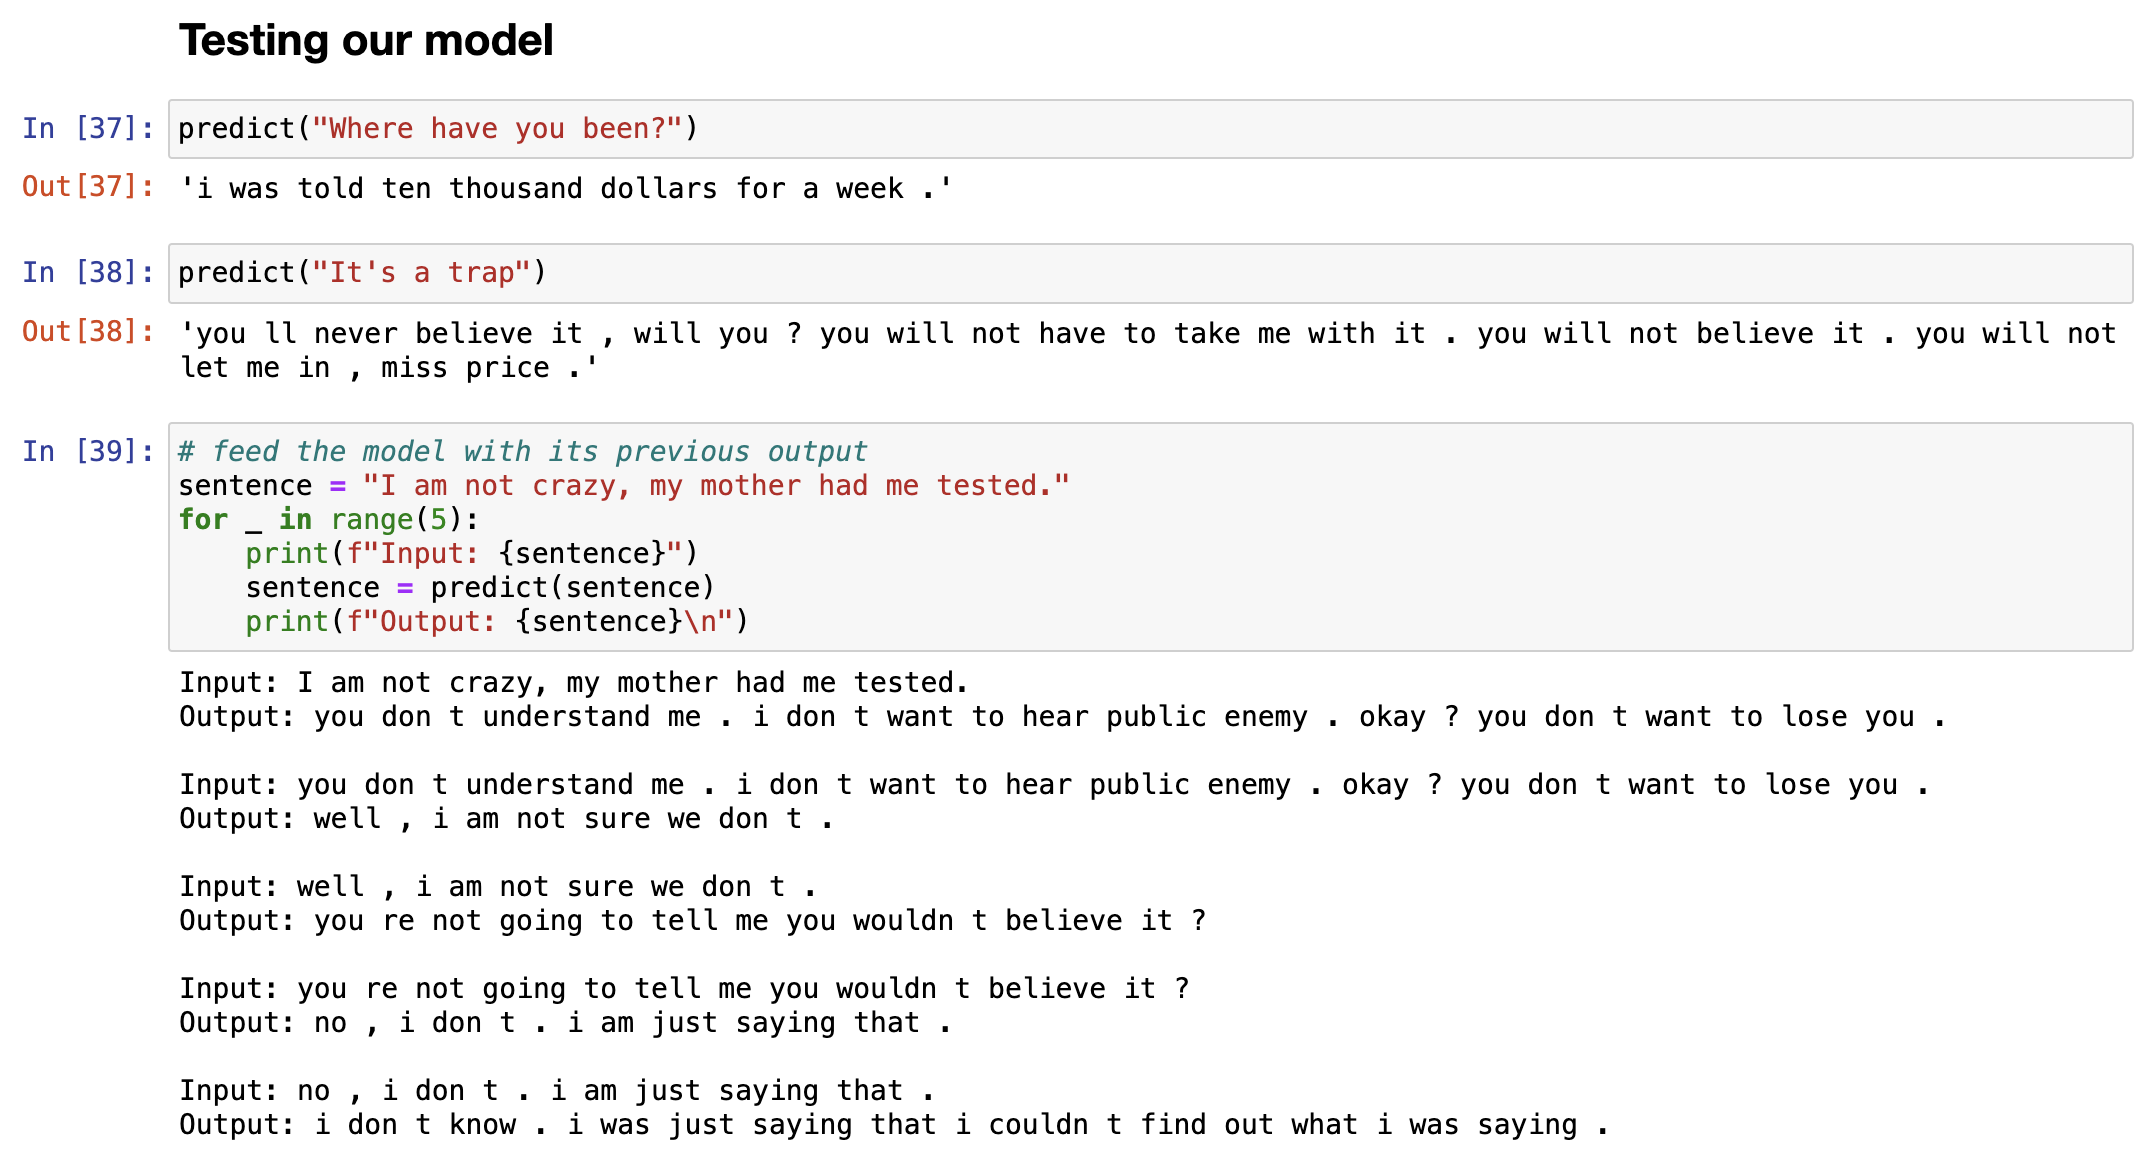 Testing our model
In [37]: predict("Where have you been?")
Out[37]: 'i was told ten thousand dollars for a week .'
In [38]: predict("It's a trap")
Out[38]: 'you ll never believe it , will you ? you will not have to take me with it . you will not believe it . you will not
let me in , miss price .'
In [39]: # feed the model with its previous output
sentence = "I am not crazy, my mother had me tested."
for _ in range(5):
    print(f"Input: {sentence}")
    sentence = predict(sentence)
    print(f"Output: {sentence}\n")
Input: I am not crazy, my mother had me tested.
Output: you don t understand me . i don t want to hear public enemy . okay ? you don t want to lose you .
Input: you don t understand me . i don t want to hear public enemy . okay ? you don t want to lose you .
Output: well , i am not sure we don t .
Input: well , i am not sure we don t .
Output: you re not going to tell me you wouldn t believe it ?
Input: you re not going to tell me you wouldn t believe it ?
Output: no , i don t . i am just saying that .
Input: no , i don t . i am just saying that .
Output: i don t know . i was just saying that i couldn t find out what i was saying .